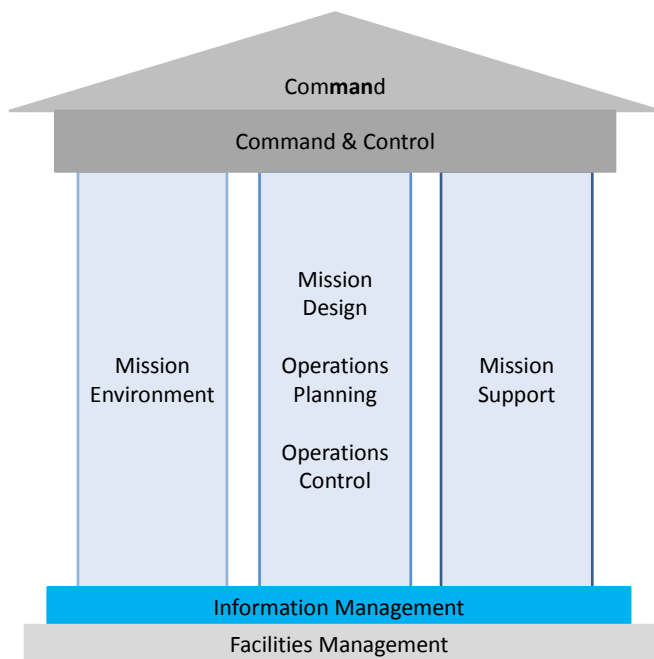 Command
Command & Control
Mission
Environment
Mission
Design
Operations
Planning
Operations
Control
Mission
Support
Information Management
Facilities Management